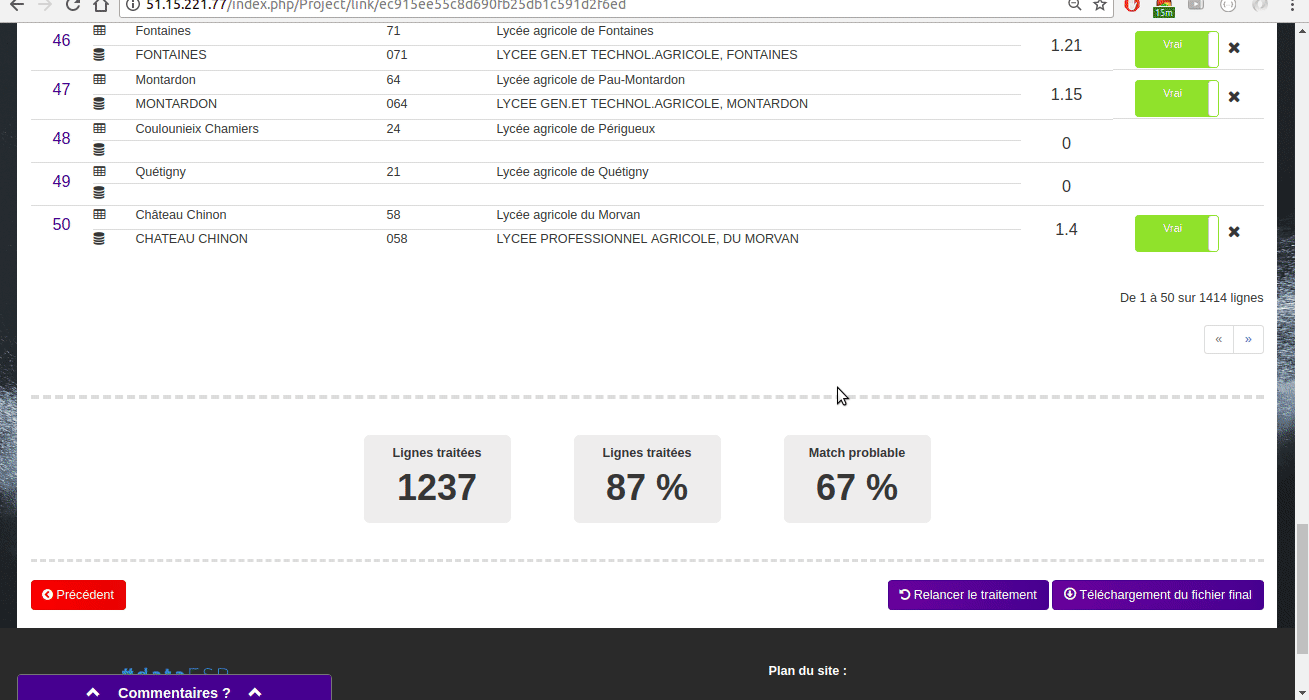 51.15.221.77/index.php/Project/link/ec915ee55c8d690fb25db1c591d2f6ed
15m
46 Fontaines 71 Lycée agricole de Fontaines 1.21 Vrai
FONTAINES 071 LYCEE GEN.ET TECHNOL.AGRICOLE, FONTAINES
47 Montardon 64 Lycée agricole de Pau-Montardon 1.15 Vrai
MONTARDON 064 LYCEE GEN.ET TECHNOL.AGRICOLE, MONTARDON
48 Coulounieix Chamiers 24 Lycée agricole de Périgueux 0
49 Quétigny 21 Lycée agricole de Quétigny 0
50 Château Chinon 58 Lycée agricole du Morvan 1.4 Vrai
CHATEAU CHINON 058 LYCEE PROFESSIONNEL AGRICOLE, DU MORVAN
De 1 à 50 sur 1414 lignes
« »
Lignes traitées Lignes traitées Match problable
1237 87 % 67 %
Précédent Relancer le traitement Téléchargement du fichier final
#dataESR
Plan du site :
Commentaires ?